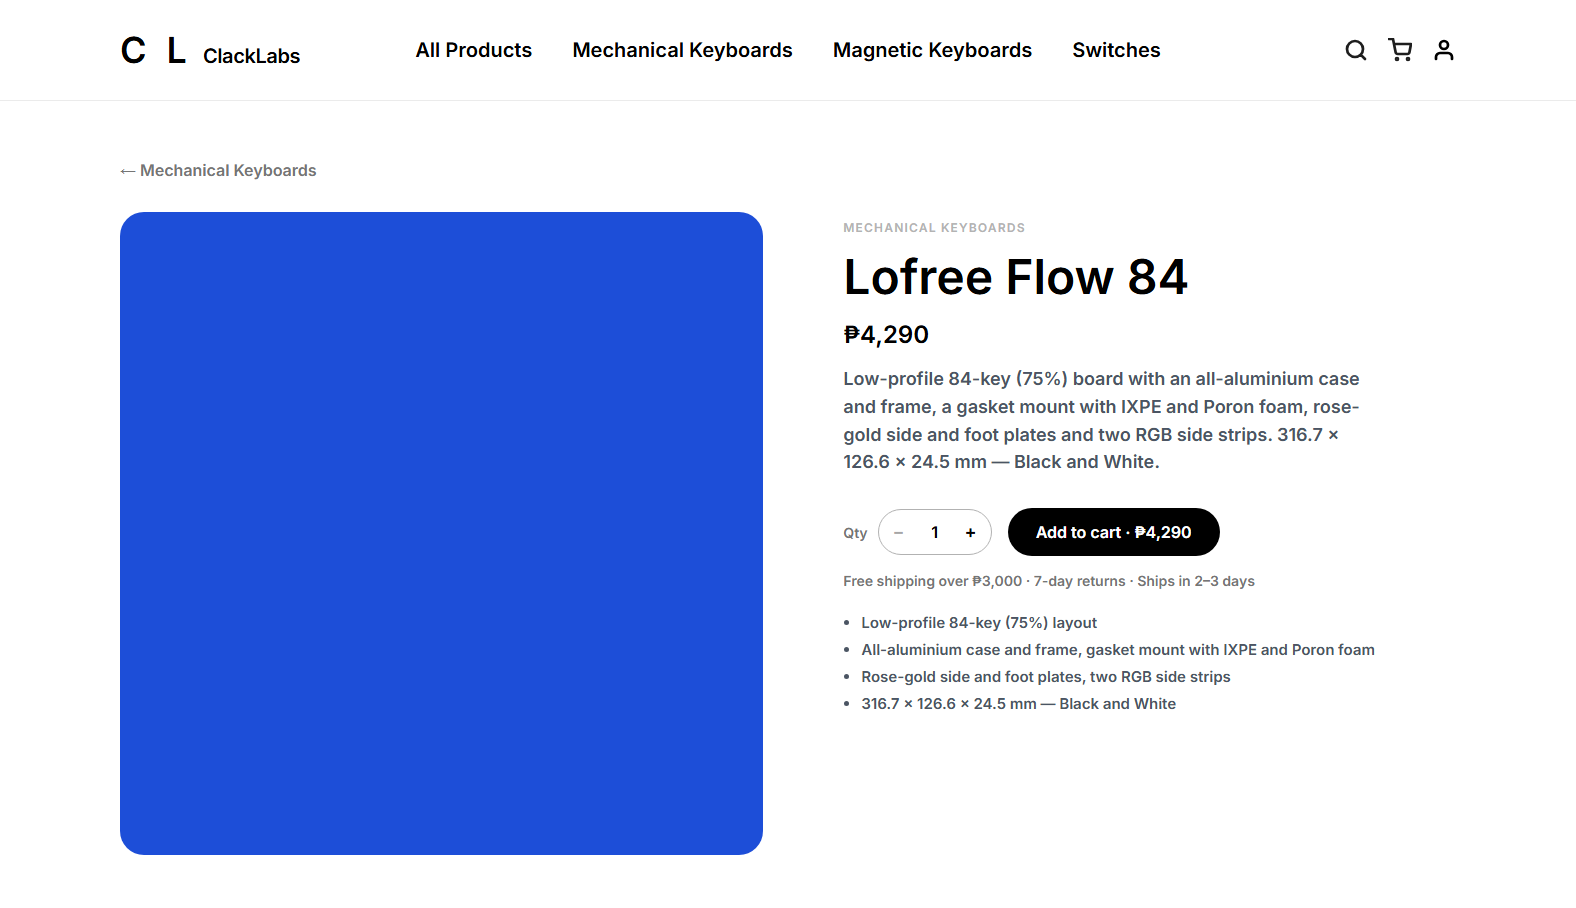 C L ClackLabs
All Products
Mechanical Keyboards
Magnetic Keyboards
Switches
← Mechanical Keyboards
MECHANICAL KEYBOARDS
Lofree Flow 84
₱4,290
Low-profile 84-key (75%) board with an all-aluminium case
and frame, a gasket mount with IXPE and Poron foam, rose-
gold side and foot plates and two RGB side strips. 316.7 ×
126.6 × 24.5 mm — Black and White.
Qty − 1 +
Add to cart · ₱4,290
Free shipping over ₱3,000 · 7-day returns · Ships in 2–3 days
• Low-profile 84-key (75%) layout
• All-aluminium case and frame, gasket mount with IXPE and Poron foam
• Rose-gold side and foot plates, two RGB side strips
• 316.7 × 126.6 × 24.5 mm — Black and White